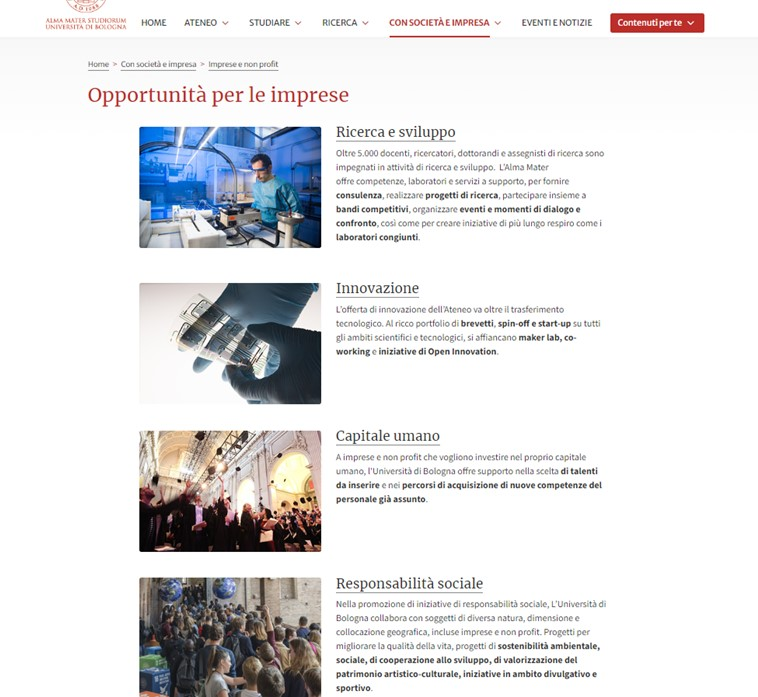 A.D. 1088
ALMA MATER STUDIORUM
UNIVERSITÀ DI BOLOGNA
HOME ATENEO STUDIARE RICERCA CON SOCIETÀ E IMPRESA EVENTI E NOTIZIE Contenuti per te
Home > Con società e impresa > Imprese e non profit
Opportunità per le imprese
Ricerca e sviluppo
Oltre 5.000 docenti, ricercatori, dottorandi e assegnisti di ricerca sono
impegnati in attività di ricerca e sviluppo. L'Alma Mater
offre competenze, laboratori e servizi a supporto, per fornire
consulenza, realizzare progetti di ricerca, partecipare insieme a
bandi competitivi, organizzare eventi e momenti di dialogo e
confronto, così come per creare iniziative di più lungo respiro come i
laboratori congiunti.
Innovazione
L'offerta di innovazione dell'Ateneo va oltre il trasferimento
tecnologico. Al ricco portfolio di brevetti, spin-off e start-up su tutti
gli ambiti scientifici e tecnologici, si affiancano maker lab, co-
working e iniziative di Open Innovation.
Capitale umano
A imprese e non profit che vogliono investire nel proprio capitale
umano, l'Università di Bologna offre supporto nella scelta di talenti
da inserire e nei percorsi di acquisizione di nuove competenze del
personale già assunto.
Responsabilità sociale
Nella promozione di iniziative di responsabilità sociale, L'Università di
Bologna collabora con soggetti di diversa natura, dimensione e
collocazione geografica, incluse imprese e non profit. Progetti per
migliorare la qualità della vita, progetti di sostenibilità ambientale,
sociale, di cooperazione allo sviluppo, di valorizzazione del
patrimonio artistico-culturale, iniziative in ambito divulgativo e
sportivo.